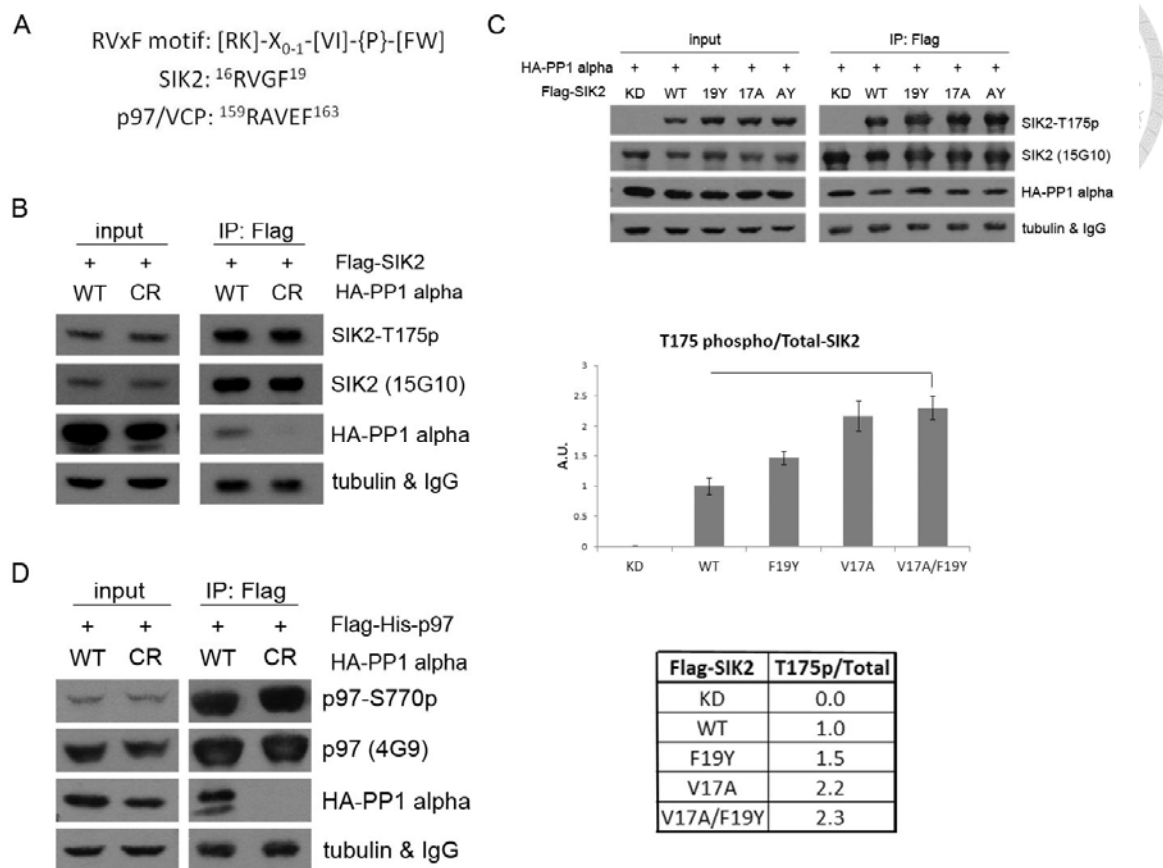 A
RVxF motif: [RK]-X0-1-[VI]-{P}-[FW]
SIK2: 16RVGF19
p97/VCP: 159RAVEF163
B
input IP: Flag
+ + + + Flag-SIK2
WT CR WT CR HA-PP1 alpha
SIK2-T175p
SIK2 (15G10)
HA-PP1 alpha
tubulin & IgG
C
input IP: Flag
HA-PP1 alpha + + + + + + + + + +
Flag-SIK2 KD WT 19Y 17A AY KD WT 19Y 17A AY
SIK2-T175p
SIK2 (15G10)
HA-PP1 alpha
tubulin & IgG
T175 phospho/Total-SIK2
A.U.
3
2.5
2
1.5
1
0.5
0
KD WT F19Y V17A V17A/F19Y
Flag-SIK2 T175p/Total
KD 0.0
WT 1.0
F19Y 1.5
V17A 2.2
V17A/F19Y 2.3
D
input IP: Flag
+ + + + Flag-His-p97
WT CR WT CR HA-PP1 alpha
p97-S770p
p97 (4G9)
HA-PP1 alpha
tubulin & IgG